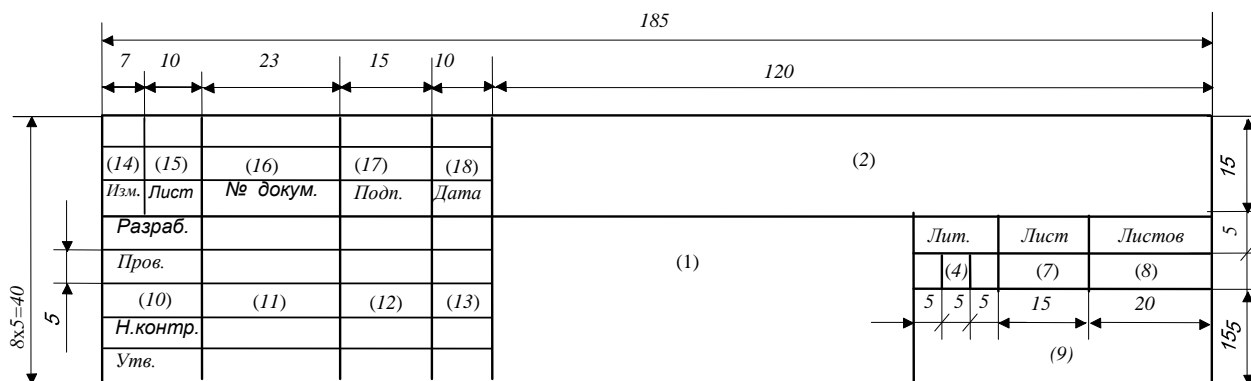 185
7 10 23 15 10
120
(14) (15) (16) (17) (18) (2) 15
Изм. Лист № докум. Подп. Дата
Разраб. Лит. Лист Листов 5
Пров. (1) (4) (7) (8)
(10) (11) (12) (13) 5 5 5 15 20
Н.контр.
Утв. (9)
8x5=40
5
15
5